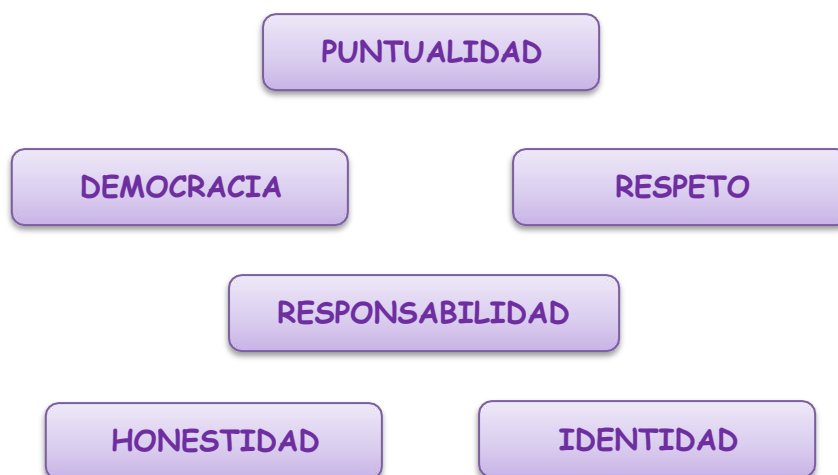 PUNTUALIDAD
DEMOCRACIA
RESPETO
RESPONSABILIDAD
HONESTIDAD
IDENTIDAD